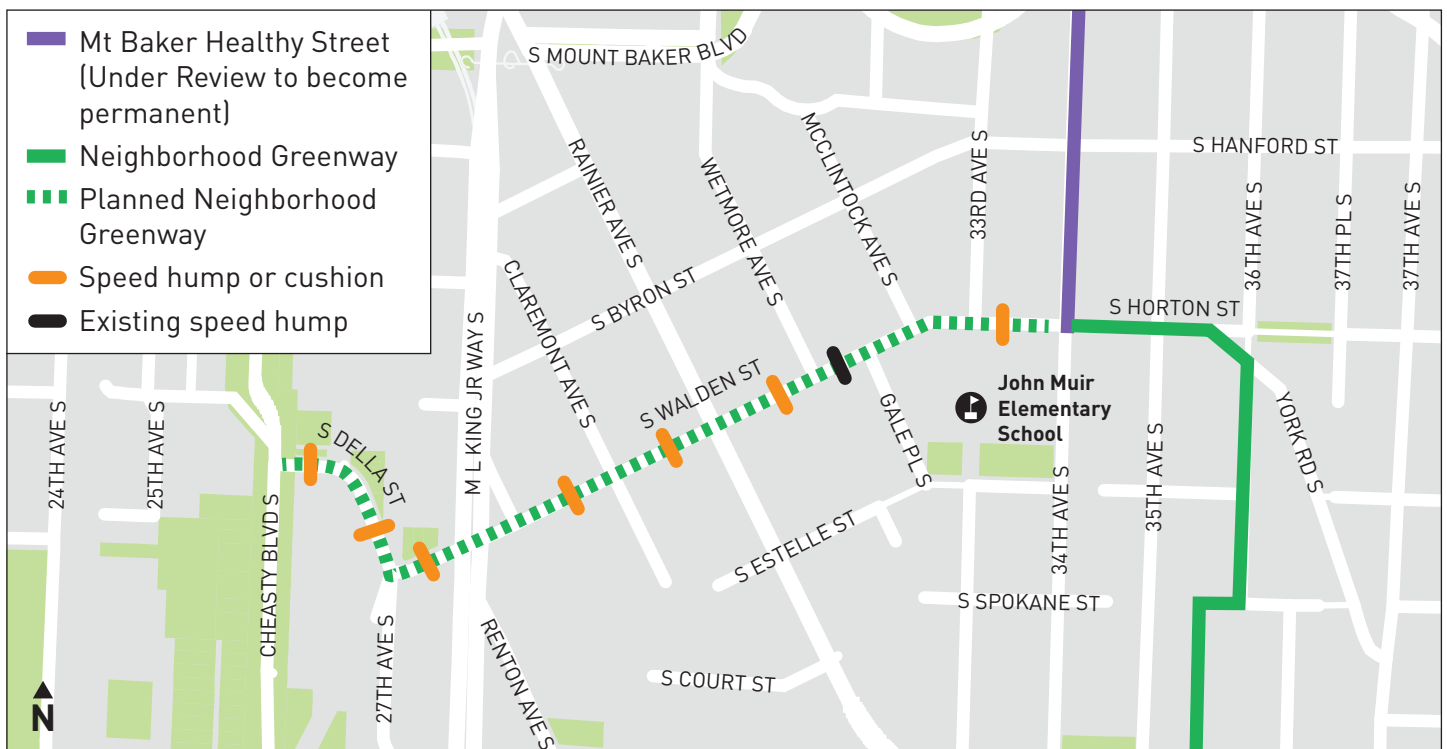 Mt Baker Healthy Street
(Under Review to become
permanent)
Neighborhood Greenway
Planned Neighborhood
Greenway
Speed hump or cushion
Existing speed hump
S MOUNT BAKER BLVD
S HANFORD ST
RAINIER AVE S
WETMORE AVE S
MCCLINTOCK AVE S
33RD AVE S
36TH AVE S
37TH PL S
37TH AVE S
CLAREMONT AVE S
S BYRON ST
S HORTON ST
M L KING JR WAY S
S WALDEN ST
GALE PL S
John Muir
Elementary
School
YORK RD S
24TH AVE S
25TH AVE S
S DELLA ST
CHEASTY BLVD S
34TH AVE S
35TH AVE S
S ESTELLE ST
S SPOKANE ST
27TH AVE S
RENTON AVE S
S COURT ST
N